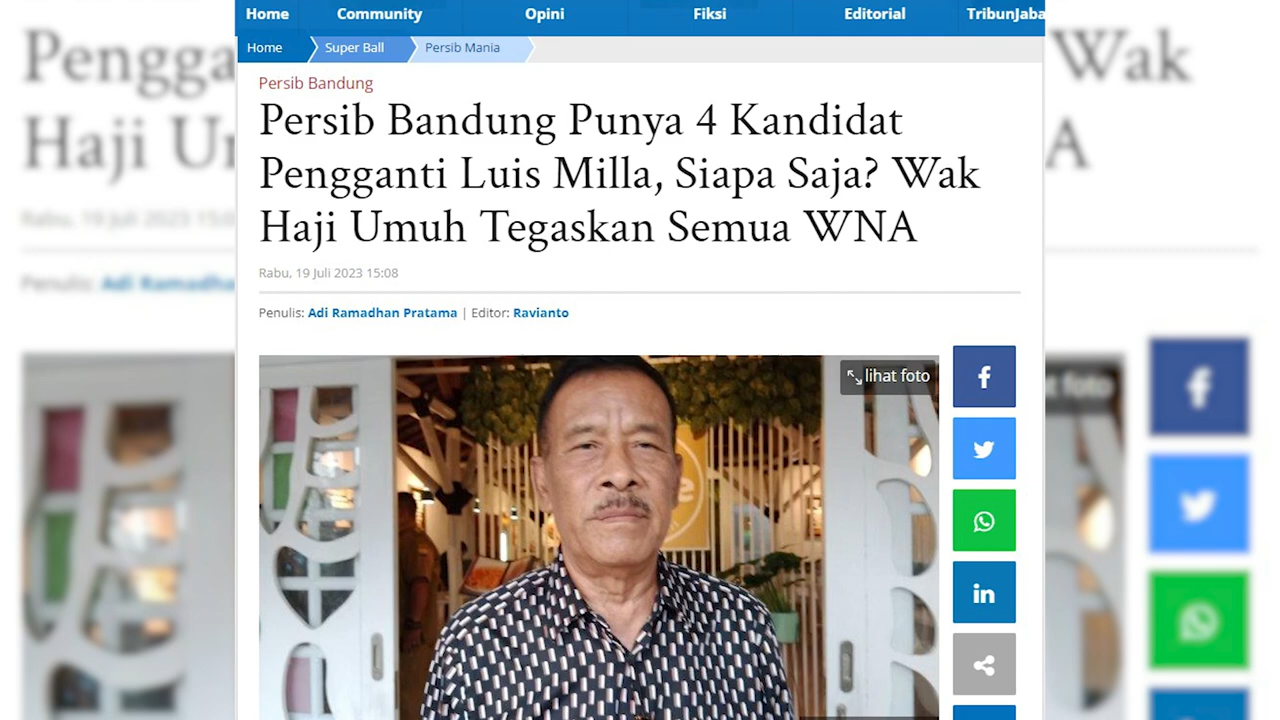 Home Community Opini Fiksi Editorial TribunJaba
Home Super Ball Persib Mania
Persib Bandung
Persib Bandung Punya 4 Kandidat
Pengganti Luis Milla, Siapa Saja? Wak
Haji Umuh Tegaskan Semua WNA
Rabu, 19 Juli 2023 15:08
Penulis: Adi Ramadhan Pratama | Editor: Ravianto
lihat foto